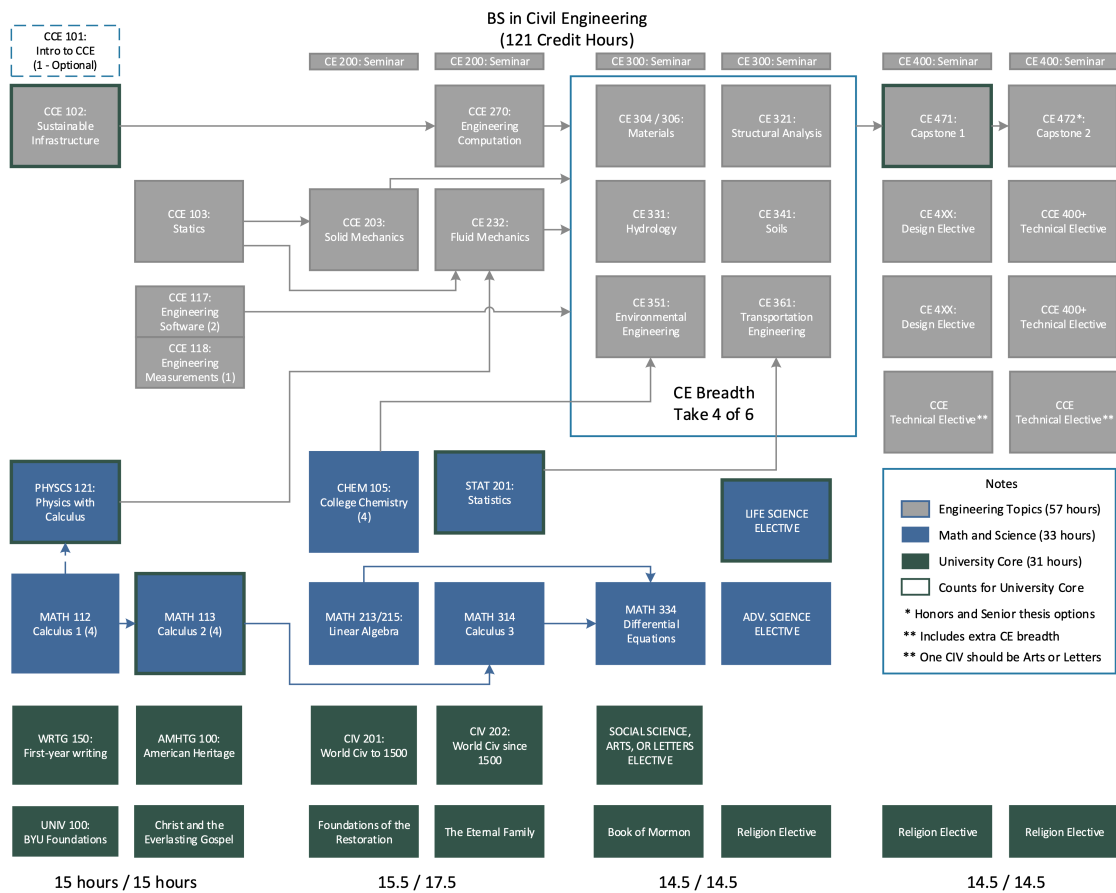 BS in Civil Engineering
(121 Credit Hours)
CCE 101:
Intro to CCE
(1 - Optional)
CE 200: Seminar
CE 200: Seminar
CE 300: Seminar
CE 300: Seminar
CE 400: Seminar
CE 400: Seminar
CCE 102:
Sustainable
Infrastructure
CCE 270:
Engineering
Computation
CE 304 / 306:
Materials
CE 321:
Structural Analysis
CE 471:
Capstone 1
CE 472*:
Capstone 2
CCE 103:
Statics
CCE 203:
Solid Mechanics
CE 232:
Fluid Mechanics
CE 331:
Hydrology
CE 341:
Soils
CE 4XX:
Design Elective
CCE 400+
Technical Elective
CCE 117:
Engineering
Software (2)
CCE 118:
Engineering
Measurements (1)
CE 351:
Environmental
Engineering
CE 361:
Transportation
Engineering
CE 4XX:
Design Elective
CCE 400+
Technical Elective
CE Breadth
Take 4 of 6
CCE
Technical Elective**
CCE
Technical Elective**
PHYSCS 121:
Physics with
Calculus
CHEM 105:
College Chemistry
(4)
STAT 201:
Statistics
LIFE SCIENCE
ELECTIVE
Notes
Engineering Topics (57 hours)
Math and Science (33 hours)
University Core (31 hours)
Counts for University Core
* Honors and Senior thesis options
** Includes extra CE breadth
** One CIV should be Arts or Letters
MATH 112
Calculus 1 (4)
MATH 113
Calculus 2 (4)
MATH 213/215:
Linear Algebra
MATH 314
Calculus 3
MATH 334
Differential
Equations
ADV. SCIENCE
ELECTIVE
WRTG 150:
First-year writing
AMHTG 100:
American Heritage
CIV 201:
World Civ to 1500
CIV 202:
World Civ since
1500
SOCIAL SCIENCE,
ARTS, OR LETTERS
ELECTIVE
UNIV 100:
BYU Foundations
Christ and the
Everlasting Gospel
Foundations of the
Restoration
The Eternal Family
Book of Mormon
Religion Elective
Religion Elective
Religion Elective
15 hours / 15 hours
15.5 / 17.5
14.5 / 14.5
14.5 / 14.5